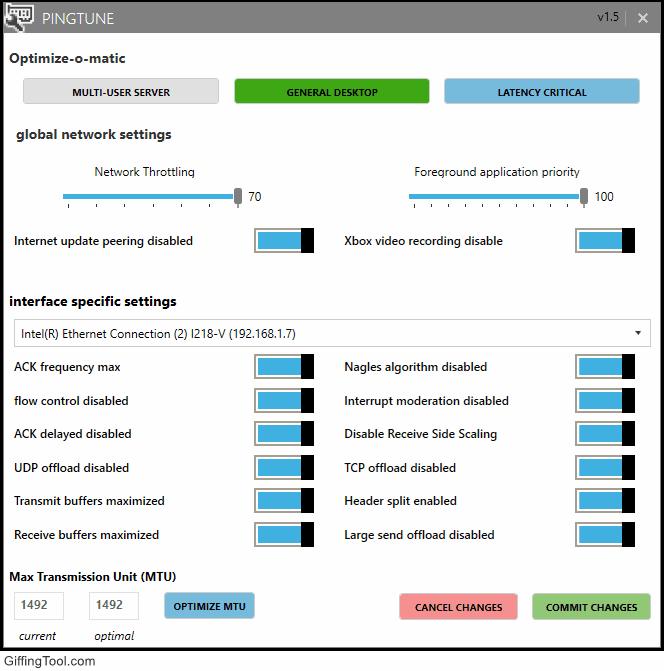 PINGTUNE v1.5
Optimize-o-matic
MULTI-USER SERVER GENERAL DESKTOP LATENCY CRITICAL
global network settings
Network Throttling Foreground application priority
70 100
Internet update peering disabled Xbox video recording disable
interface specific settings
Intel(R) Ethernet Connection (2) I218-V (192.168.1.7)
ACK frequency max Nagles algorithm disabled
flow control disabled Interrupt moderation disabled
ACK delayed disabled Disable Receive Side Scaling
UDP offload disabled TCP offload disabled
Transmit buffers maximized Header split enabled
Receive buffers maximized Large send offload disabled
Max Transmission Unit (MTU)
1492 1492 OPTIMIZE MTU CANCEL CHANGES COMMIT CHANGES
current optimal
GiffingTool.com